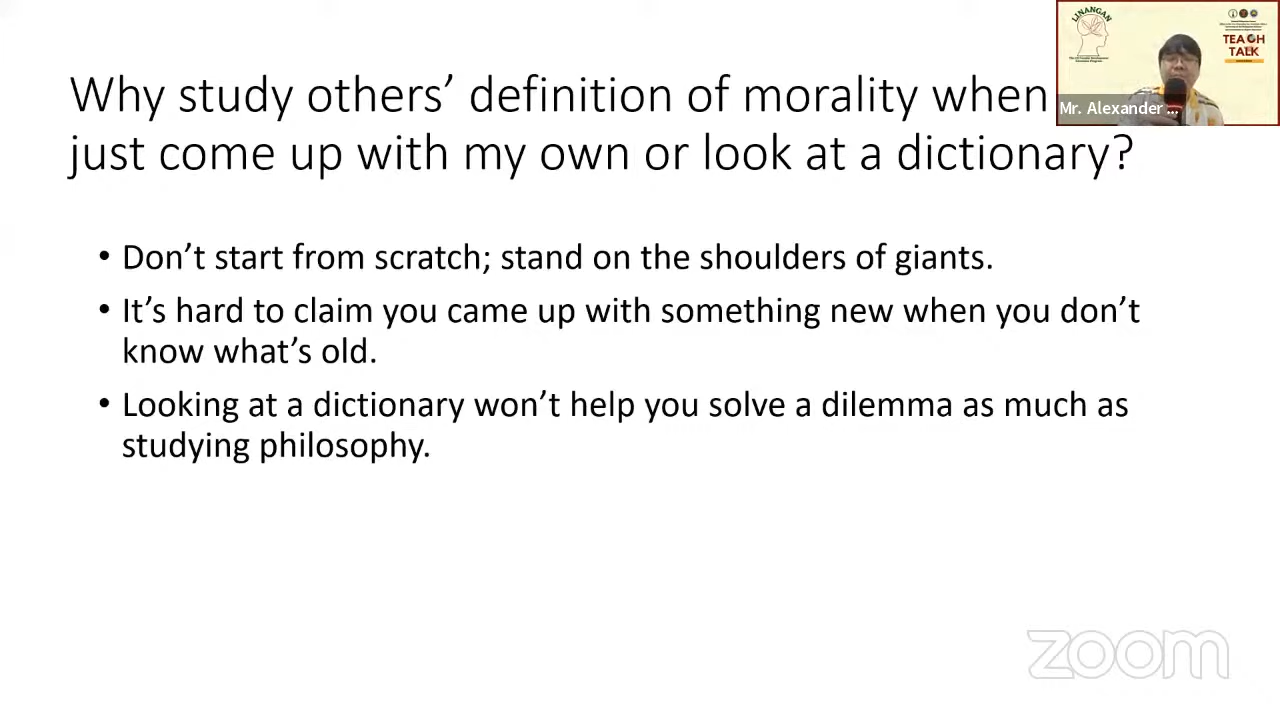 Why study others’ definition of morality when
just come up with my own or look at a dictionary?
• Don’t start from scratch; stand on the shoulders of giants.
• It’s hard to claim you came up with something new when you don’t
know what’s old.
• Looking at a dictionary won’t help you solve a dilemma as much as
studying philosophy.
LINANGAN
TEACH
TALK
Mr. Alexander ...
zoom